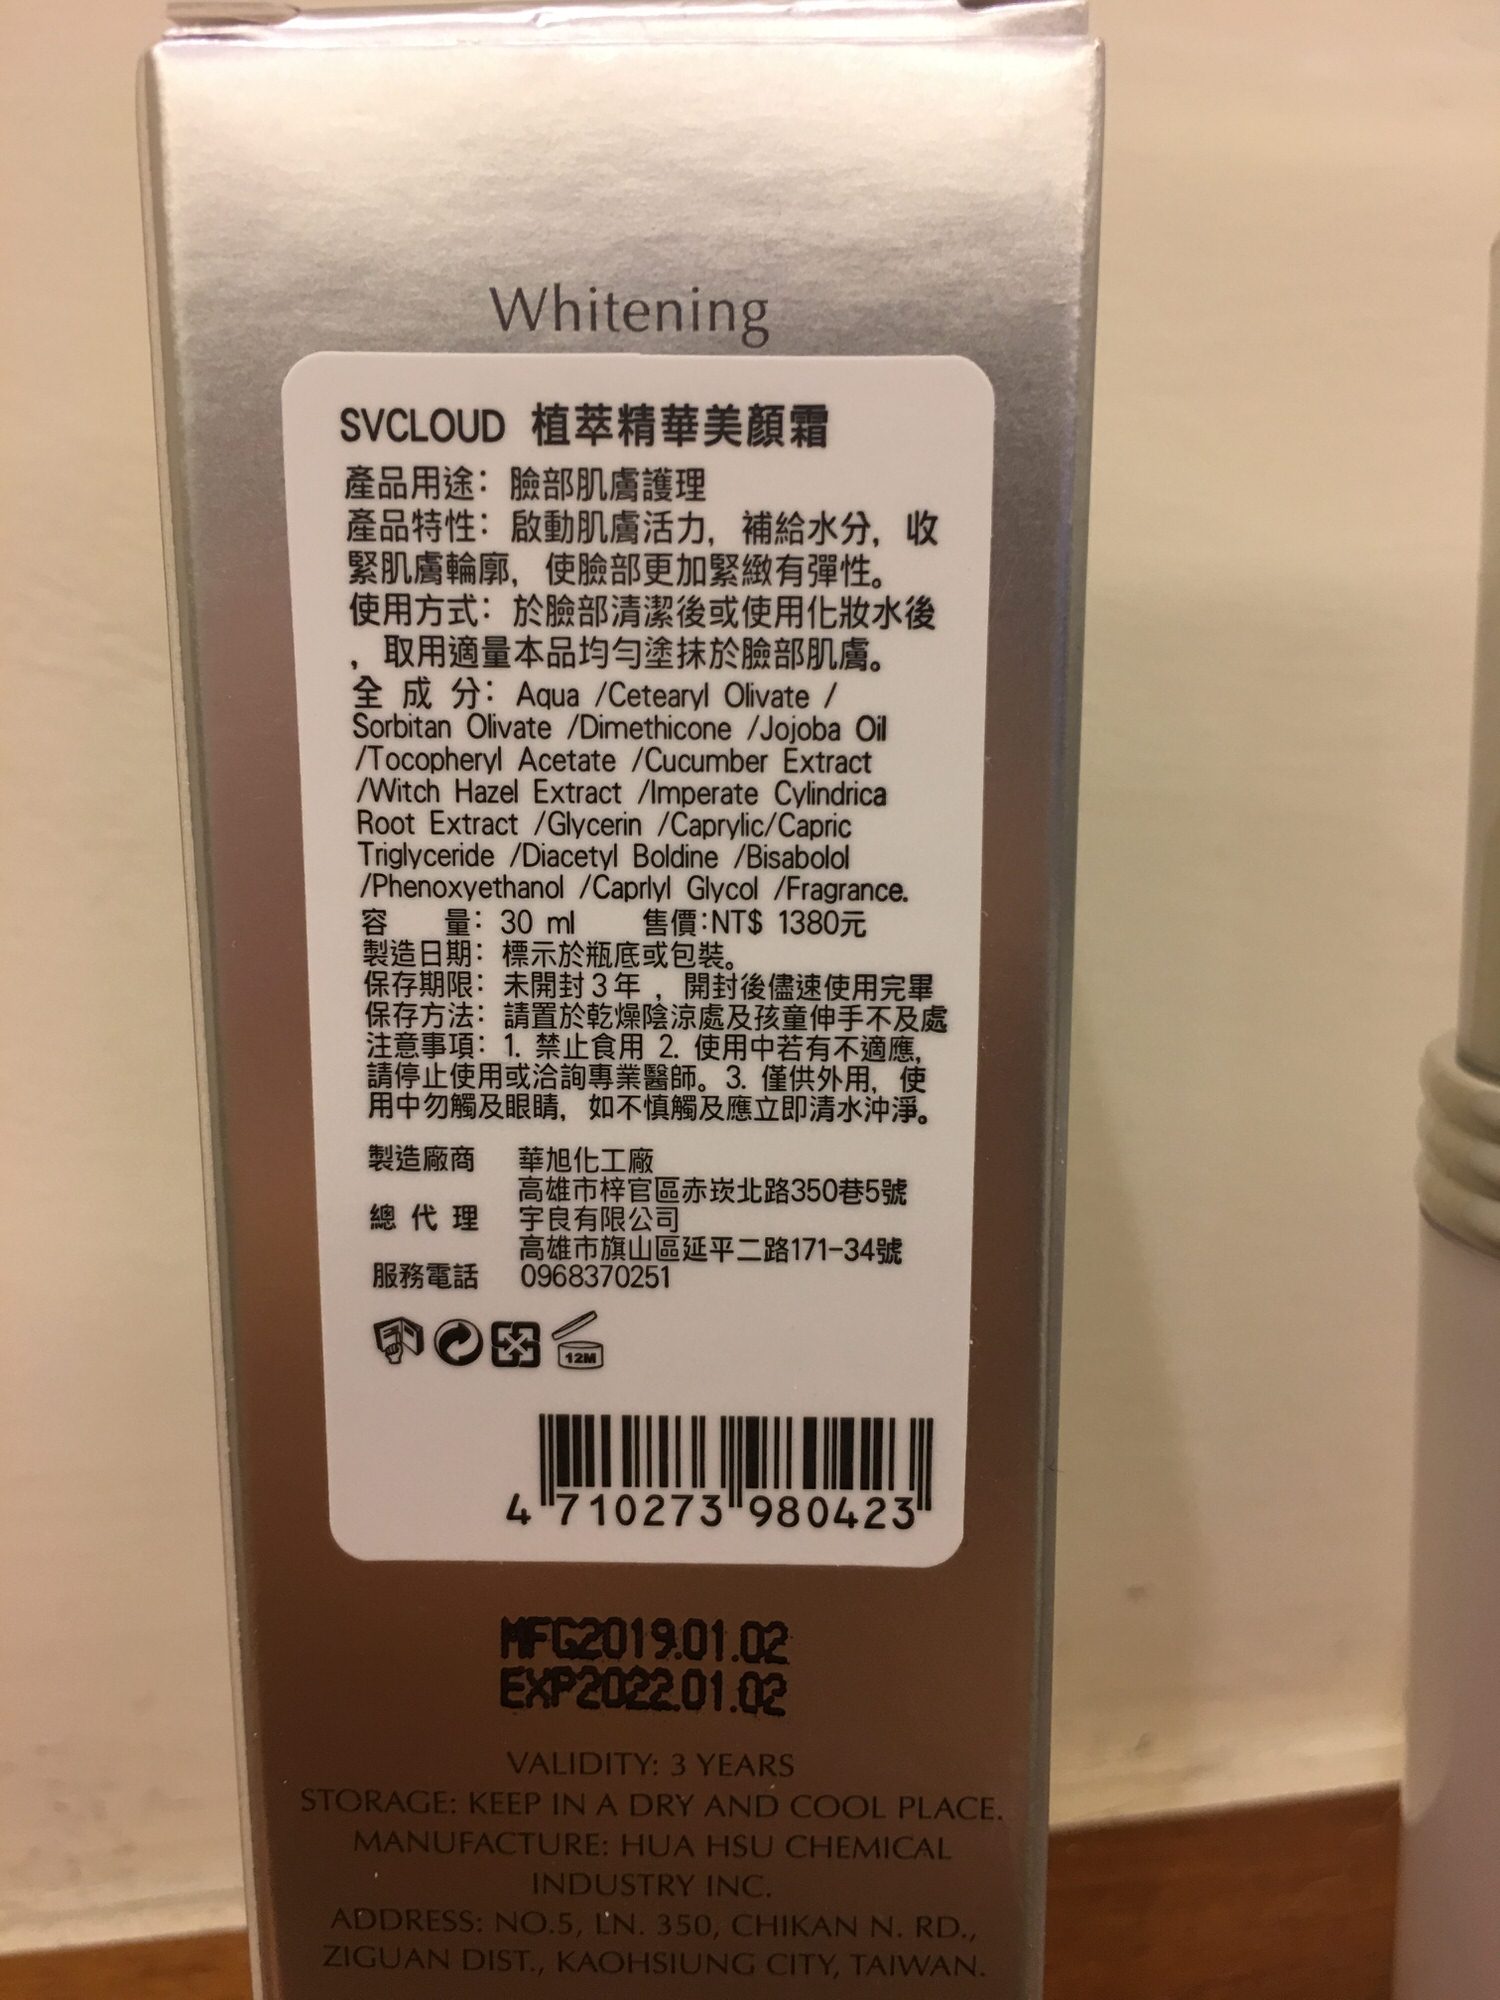 Whitening
SVCLOUD 植萃精華美顏霜
產品用途：臉部肌膚護理
產品特性：啟動肌膚活力，補給水分，收
緊肌膚輪廓，使臉部更加緊緻有彈性。
使用方式：於臉部清潔後或使用化妝水後
，取用適量本品均勻塗抹於臉部肌膚。
全 成 分：Aqua /Cetearyl Olivate /
Sorbitan Olivate /Dimethicone /Jojoba Oil
/Tocopheryl Acetate /Cucumber Extract
/Witch Hazel Extract /Imperate Cylindrica
Root Extract /Glycerin /Caprylic/Capric
Triglyceride /Diacetyl Boldine /Bisabolol
/Phenoxyethanol /Caprlyl Glycol /Fragrance.
容 量：30 ml 售價:NT$ 1380元
製造日期：標示於瓶底或包裝。
保存期限：未開封3年，開封後儘速使用完畢
保存方法：請置於乾燥陰涼處及孩童伸手不及處
注意事項：1. 禁止食用 2. 使用中若有不適應，
請停止使用或洽詢專業醫師。3. 僅供外用，使
用中勿觸及眼睛，如不慎觸及應立即清水沖淨。
製造廠商 華旭化工廠
高雄市梓官區赤崁北路350巷5號
總 代 理 宇良有限公司
高雄市旗山區延平二路171-34號
服務電話 0968370251
12M
4 710273 980423
MFG2019.01.02
EXP2022.01.02
VALIDITY: 3 YEARS
STORAGE: KEEP IN A DRY AND COOL PLACE.
MANUFACTURE: HUA HSU CHEMICAL
INDUSTRY INC.
ADDRESS: NO.5, LN. 350, CHIKAN N. RD.,
ZIGUAN DIST., KAOHSIUNG CITY, TAIWAN.